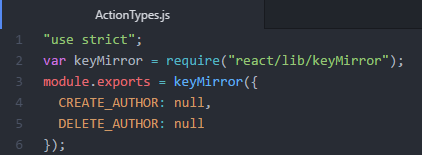 ActionTypes.js
1 "use strict";
2 var keyMirror = require("react/lib/keyMirror");
3 module.exports = keyMirror({
4   CREATE_AUTHOR: null,
5   DELETE_AUTHOR: null
6 });